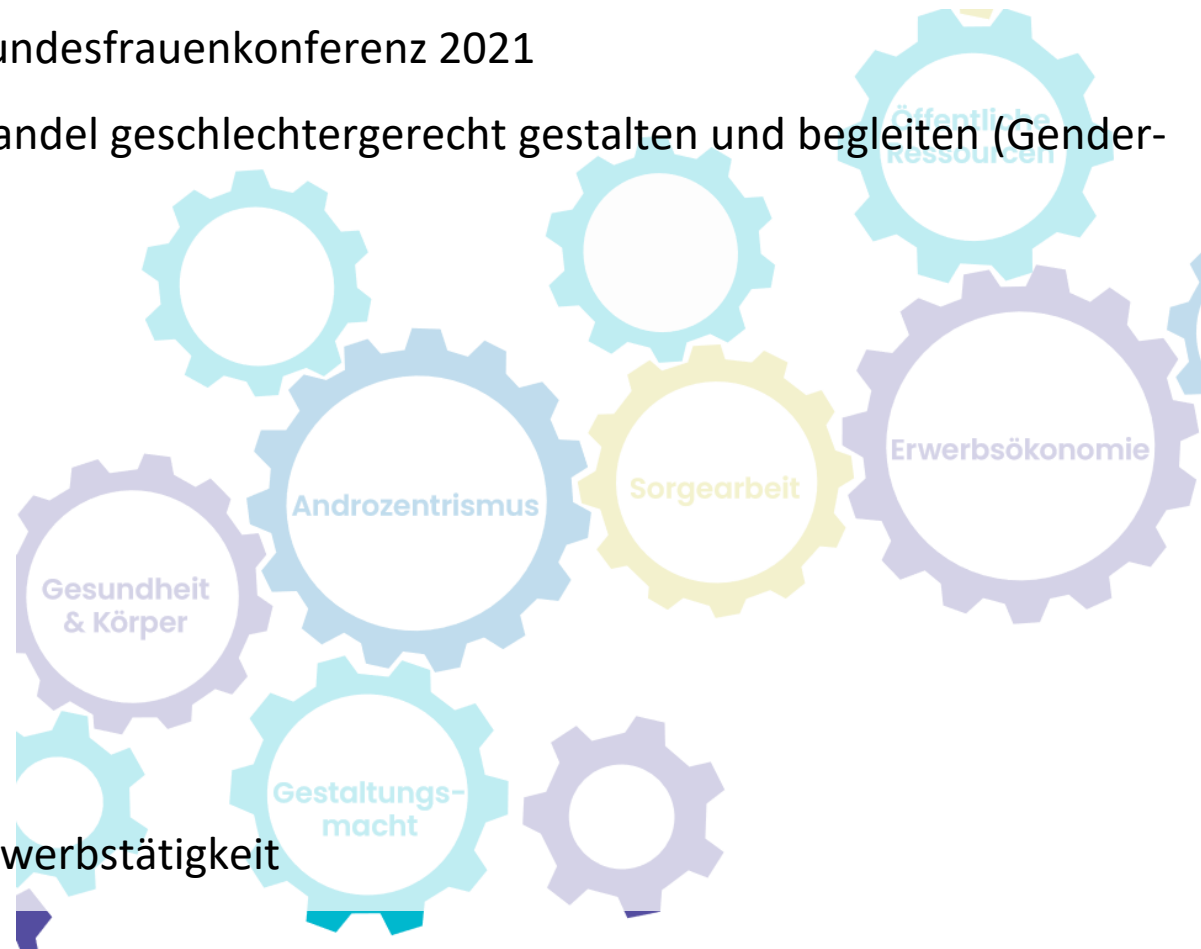 undesfrauenkonferenz 2021
andel geschlechtergerecht gestalten und begleiten (Gender-
Öffentliche
Ressourcen
Erwerbsökonomie
Sorgearbeit
Androzentrismus
Gesundheit
& Körper
Gestaltungs-
macht
werbstätigkeit